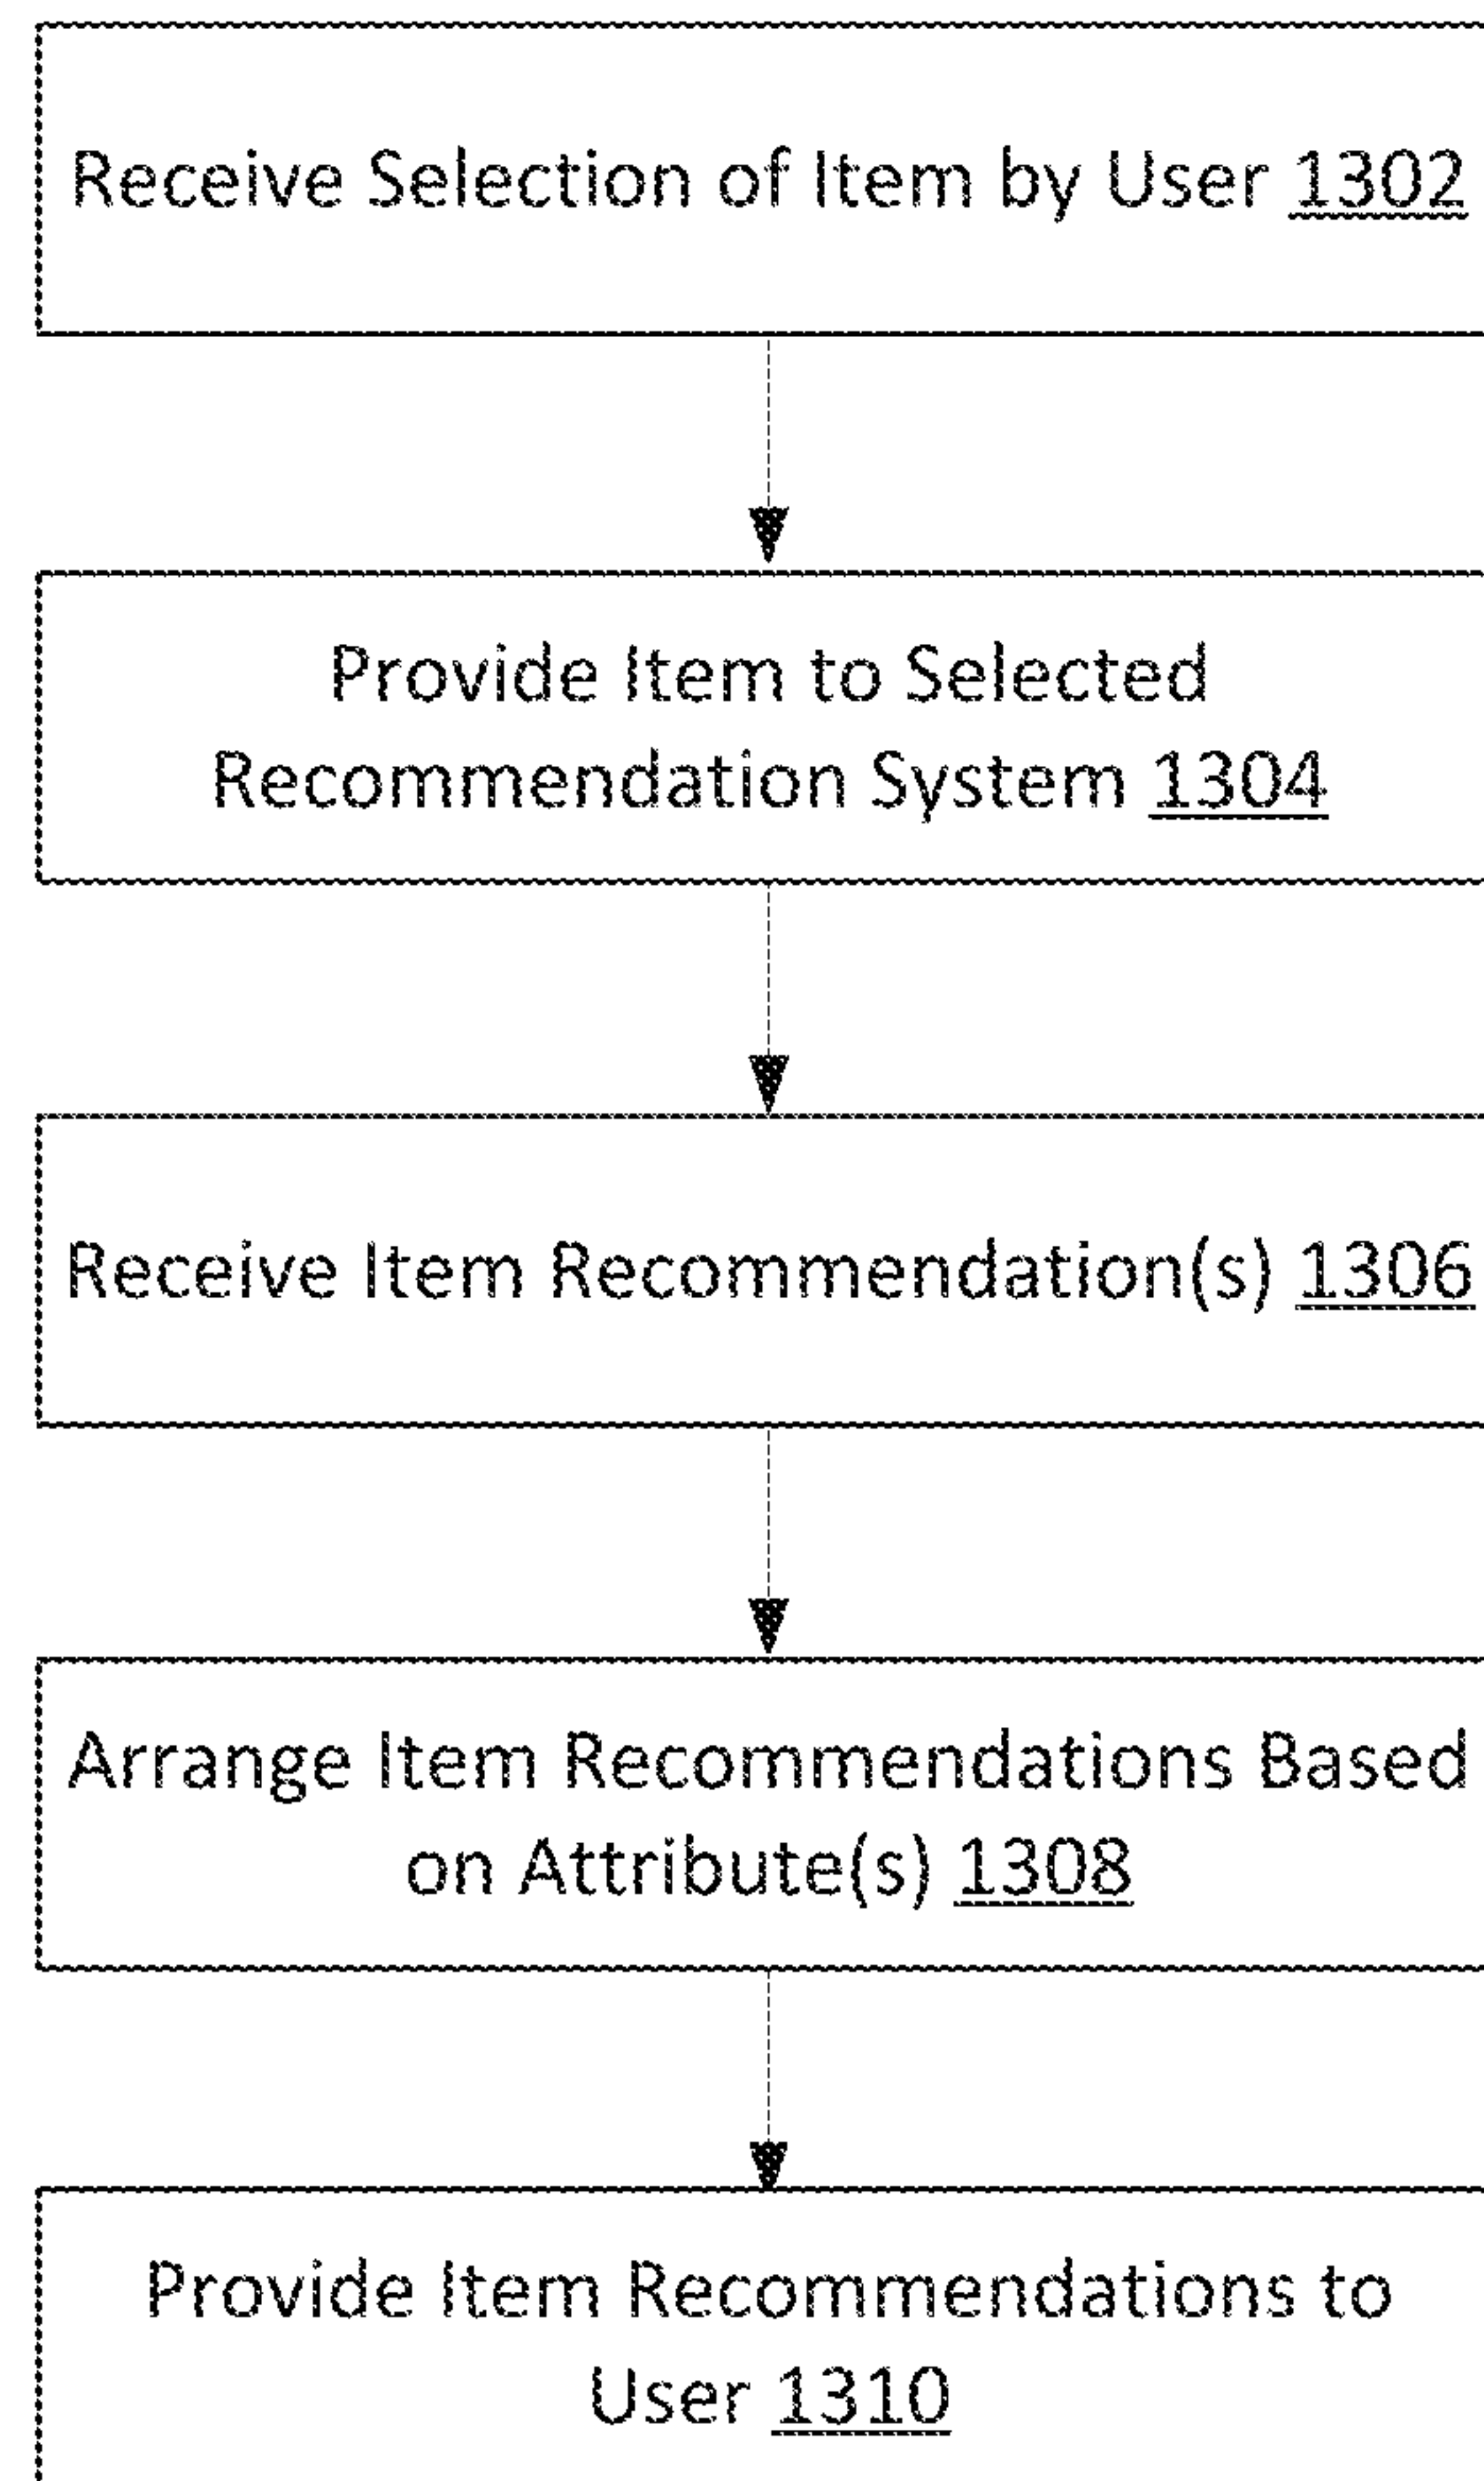 Receive Selection of Item by User 1302
Provide Item to Selected
Recommendation System 1304
Receive Item Recommendation(s) 1306
Arrange Item Recommendations Based
on Attribute(s) 1308
Provide Item Recommendations to
User 1310